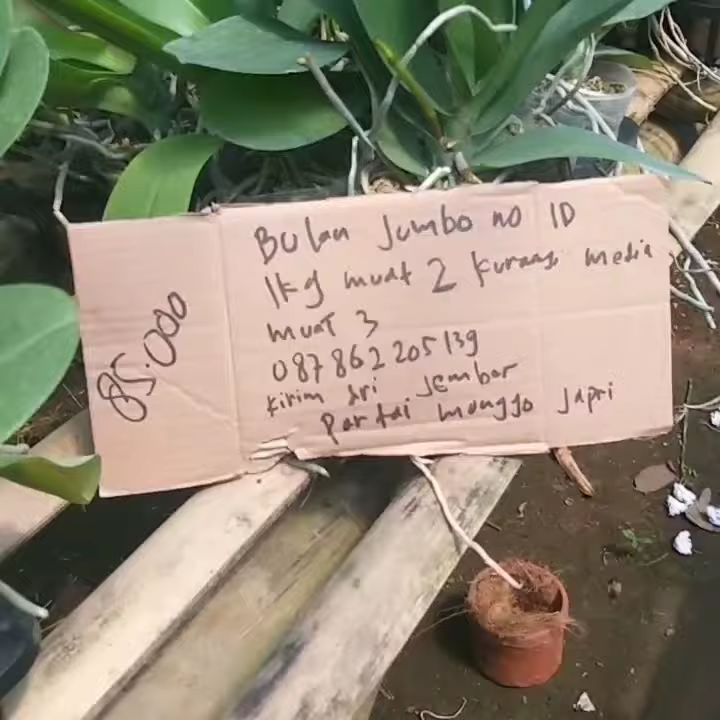 85.000
Bulan Jumbo no ID
1kg muat 2 kurang media
muat 3
087862205139
Kirim dri Jember
Partai monggo Japri